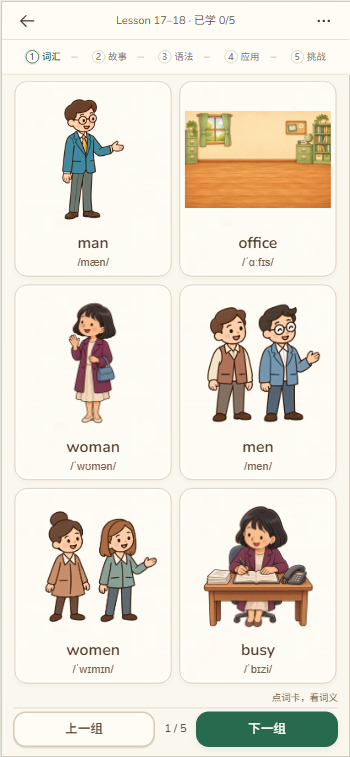 Lesson 17–18 · 已学 0/5
1 词汇 – 2 故事 – 3 语法 – 4 应用 – 5 挑战
man
/mæn/
office
/ˈɑːfɪs/
woman
/ˈwʊmən/
men
/men/
women
/ˈwɪmɪn/
busy
/ˈbɪzi/
点词卡，看词义
上一组 1 / 5 下一组